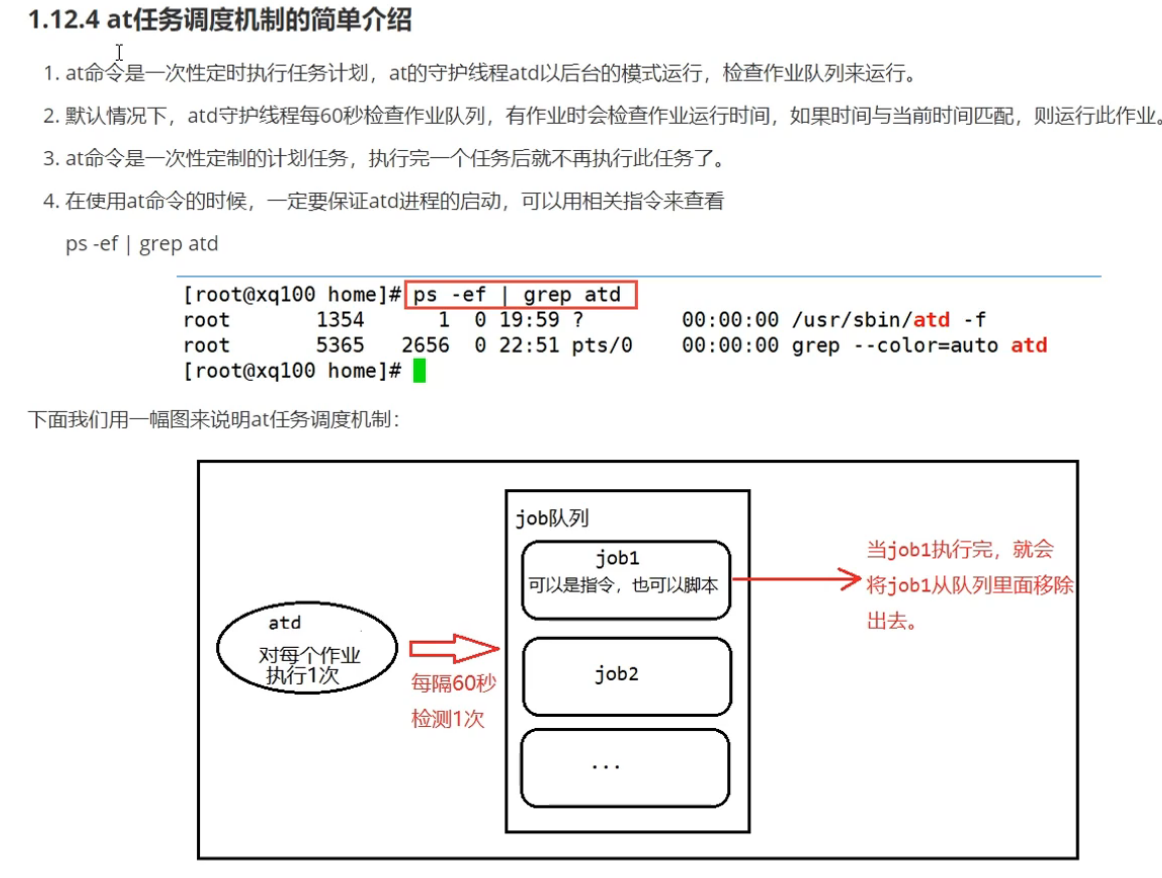 1.12.4 at任务调度机制的简单介绍
1. at命令是一次性定时执行任务计划，at的守护线程atd以后台的模式运行，检查作业队列来运行。
2. 默认情况下，atd守护线程每60秒检查作业队列，有作业时会检查作业运行时间，如果时间与当前时间匹配，则运行此作业。
3. at命令是一次性定制的计划任务，执行完一个任务后就不再执行此任务了。
4. 在使用at命令的时候，一定要保证atd进程的启动，可以用相关指令来查看
ps -ef | grep atd
[root@xq100 home]# ps -ef | grep atd
root 1354 1 0 19:59 ? 00:00:00 /usr/sbin/atd -f
root 5365 2656 0 22:51 pts/0 00:00:00 grep --color=auto atd
[root@xq100 home]#
下面我们用一幅图来说明at任务调度机制：
atd
对每个作业
执行1次
每隔60秒
检测1次
job队列
job1
可以是指令，也可以脚本
job2
...
当job1执行完，就会
将job1从队列里面移除
出去。